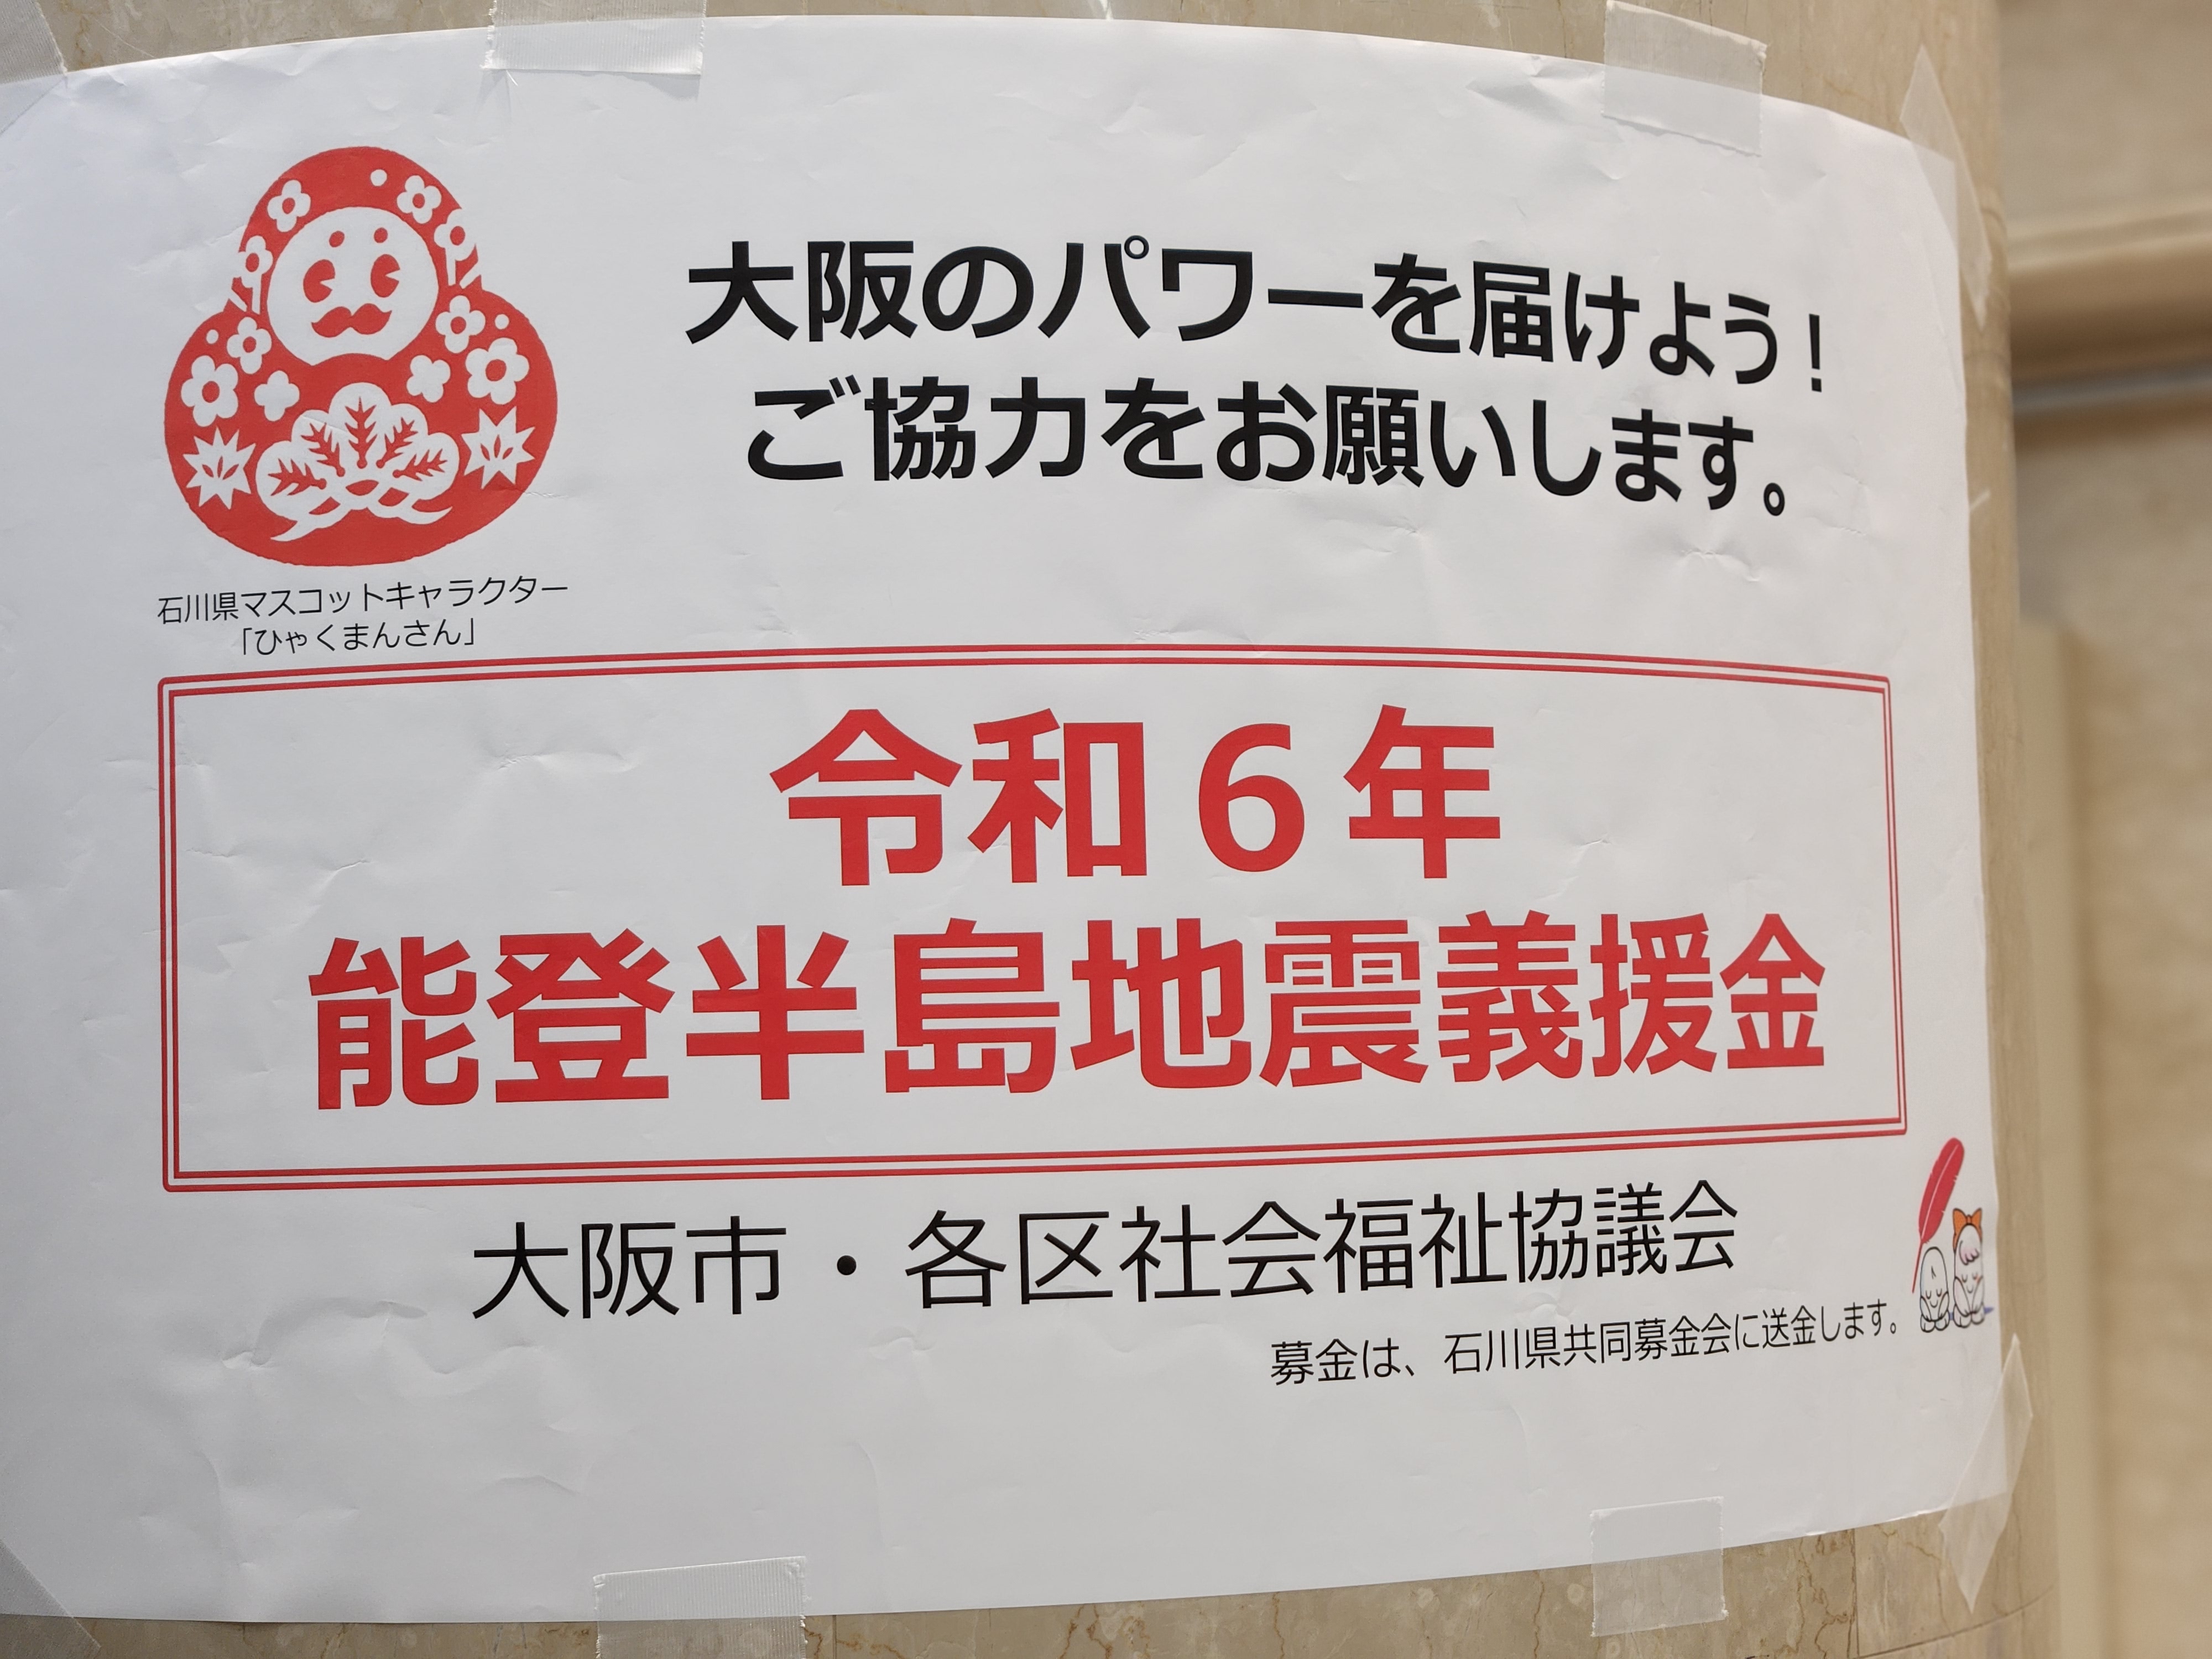 大阪のパワーを届けよう！
ご協力をお願いします。
石川県マスコットキャラクター
「ひゃくまんさん」
令和６年
能登半島地震義援金
大阪市・各区社会福祉協議会
募金は、石川県共同募金会に送金します。